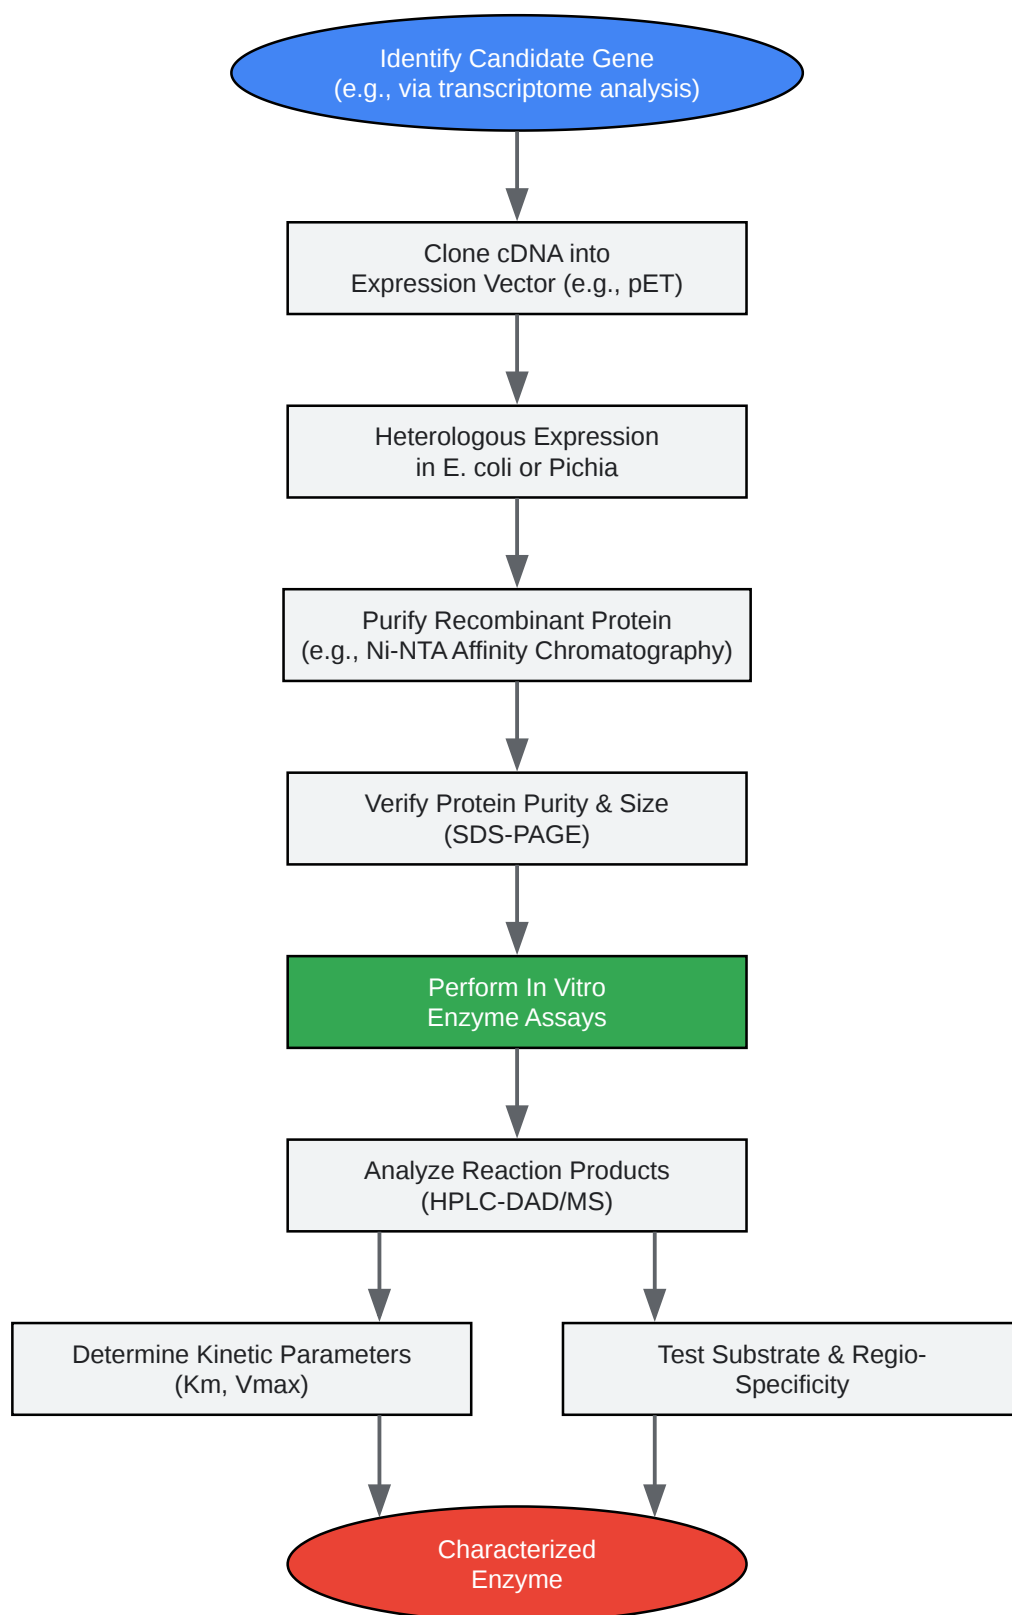 Identify Candidate Gene
(e.g., via transcriptome analysis)
Clone cDNA into
Expression Vector (e.g., pET)
Heterologous Expression
in E. coli or Pichia
Purify Recombinant Protein
(e.g., Ni-NTA Affinity Chromatography)
Verify Protein Purity & Size
(SDS-PAGE)
Perform In Vitro
Enzyme Assays
Analyze Reaction Products
(HPLC-DAD/MS)
Determine Kinetic Parameters
(Km, Vmax)
Test Substrate & Regio-
Specificity
Characterized
Enzyme